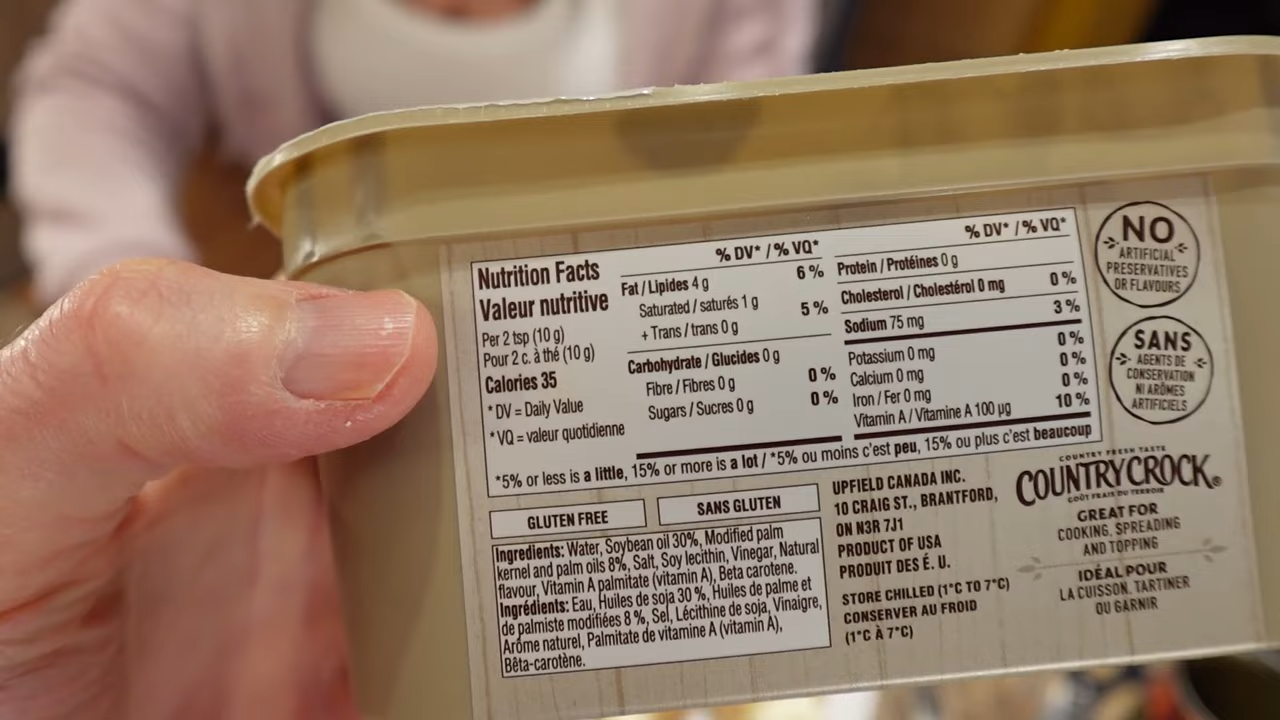 Nutrition Facts
Valeur nutritive
Per 2 tsp (10 g)
Pour 2 c. à thé (10 g)
Calories 35
* DV = Daily Value
* VQ = valeur quotidienne
% DV* / % VQ*
Fat / Lipides 4 g 6 %
Saturated / saturés 1 g 5 %
+ Trans / trans 0 g
Carbohydrate / Glucides 0 g
Fibre / Fibres 0 g 0 %
Sugars / Sucres 0 g 0 %
% DV* / % VQ*
Protein / Protéines 0 g
Cholesterol / Cholestérol 0 mg 0 %
Sodium 75 mg 3 %
Potassium 0 mg 0 %
Calcium 0 mg 0 %
Iron / Fer 0 mg 0 %
Vitamin A / Vitamine A 100 µg 10 %
*5% or less is a little, 15% or more is a lot / *5% ou moins c'est peu, 15% ou plus c'est beaucoup
NO
ARTIFICIAL
PRESERVATIVES
OR FLAVOURS
SANS
AGENTS DE
CONSERVATION
NI ARÔMES
ARTIFICIELS
GLUTEN FREE
SANS GLUTEN
Ingredients: Water, Soybean oil 30%, Modified palm
kernel and palm oils 8%, Salt, Soy lecithin, Vinegar, Natural
flavour, Vitamin A palmitate (vitamin A), Beta carotene.
Ingrédients: Eau, Huiles de soja 30 %, Huiles de palme et
de palmiste modifiées 8 %, Sel, Lécithine de soja, Vinaigre,
Arôme naturel, Palmitate de vitamine A (vitamin A),
Bêta-carotène.
UPFIELD CANADA INC.
10 CRAIG ST., BRANTFORD,
ON N3R 7J1
PRODUCT OF USA
PRODUIT DES É. U.
STORE CHILLED (1°C TO 7°C)
CONSERVER AU FROID
(1°C À 7°C)
COUNTRY FRESH TASTE
COUNTRY CROCK®
GOÛT FRAIS DU TERROIR
GREAT FOR
COOKING, SPREADING
AND TOPPING
IDÉAL POUR
LA CUISSON, TARTINER
OU GARNIR